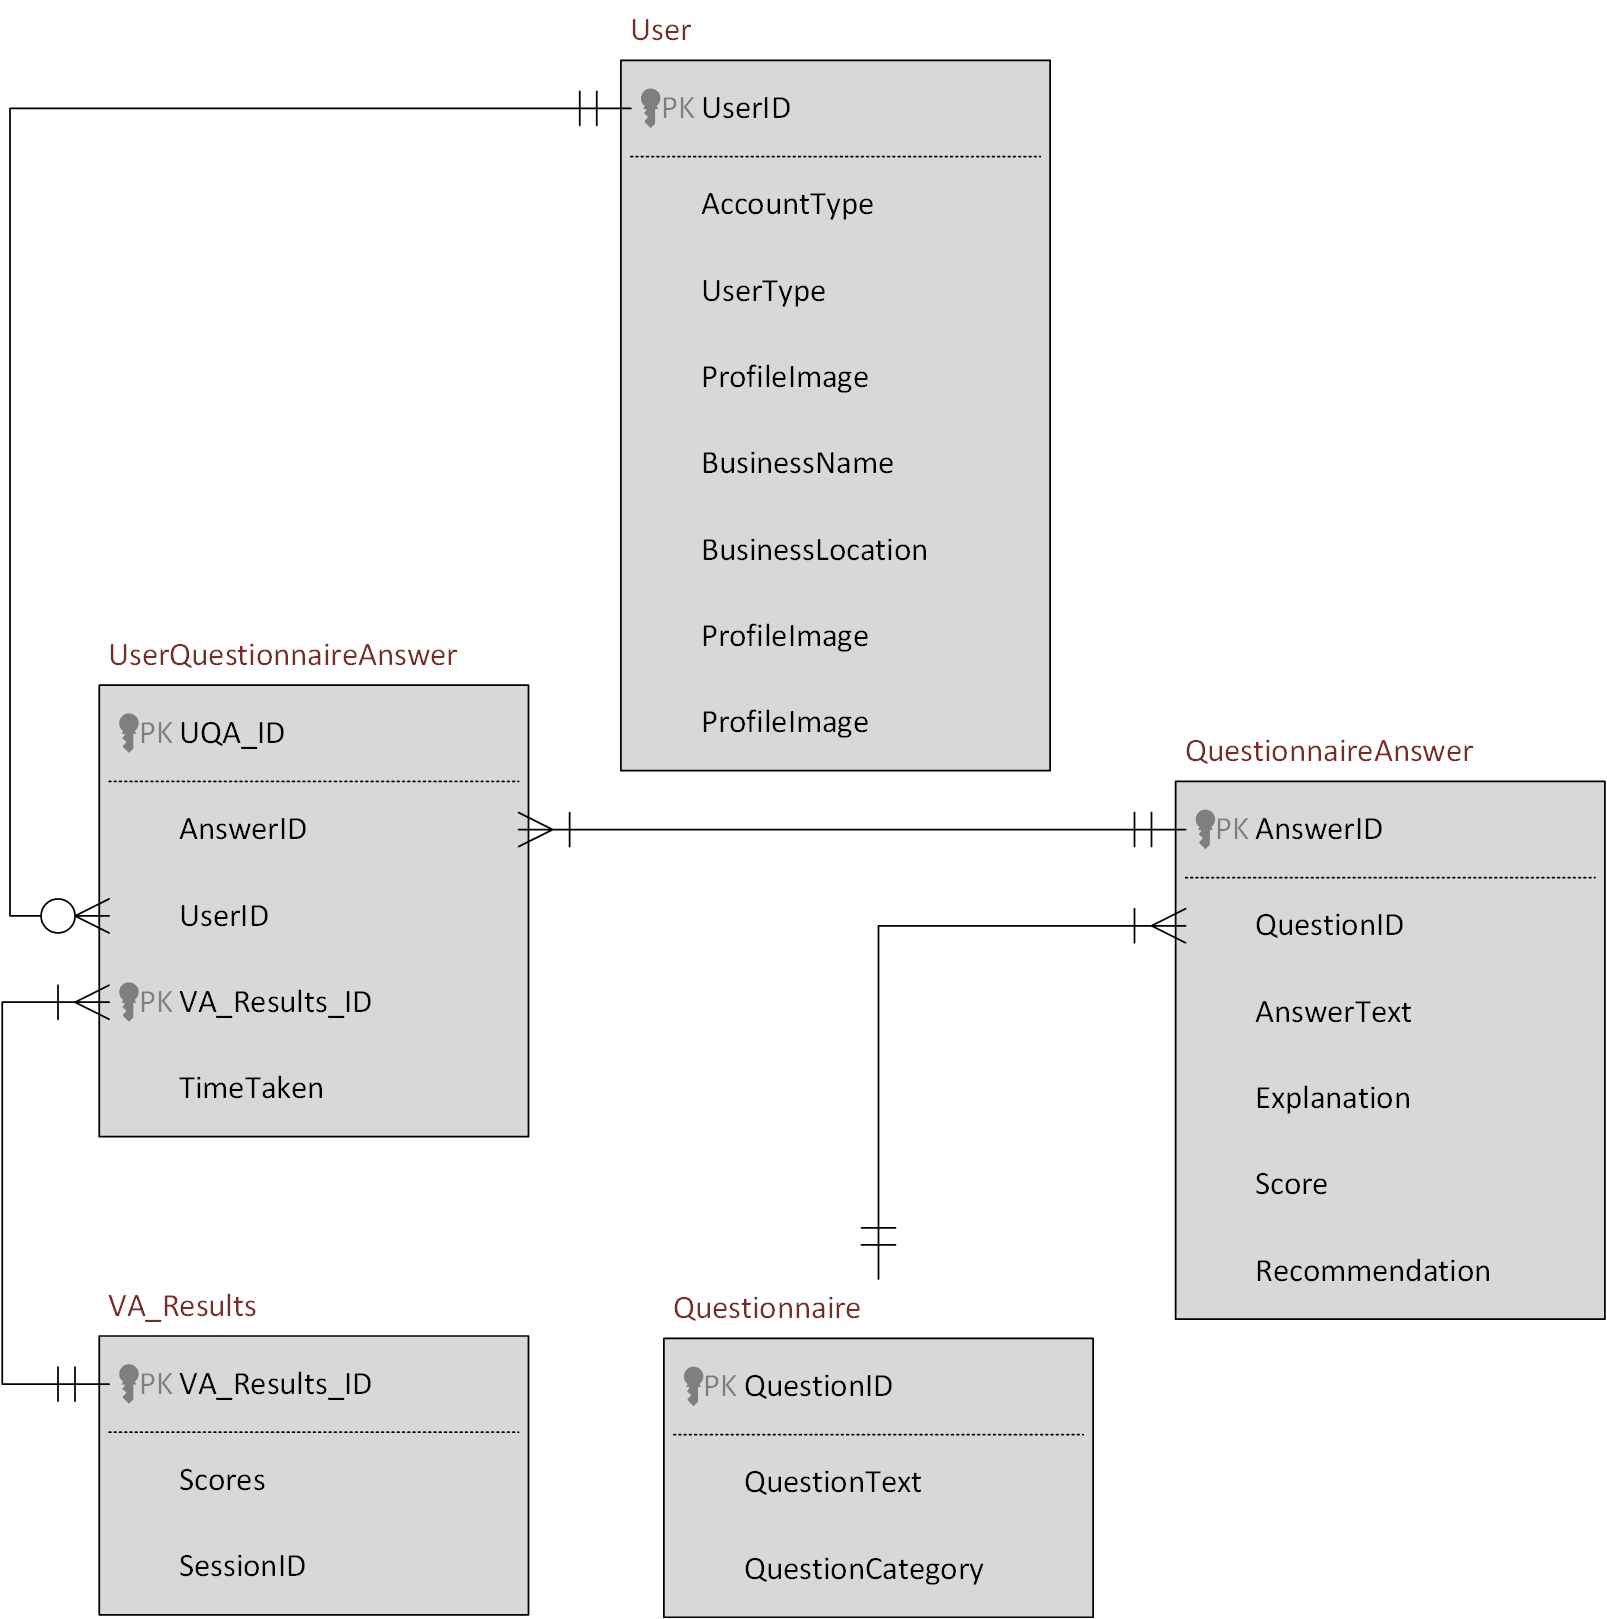 User
PK UserID
AccountType
UserType
ProfileImage
BusinessName
BusinessLocation
ProfileImage
ProfileImage
UserQuestionnaireAnswer
PK UQA_ID
AnswerID
UserID
PK VA_Results_ID
TimeTaken
QuestionnaireAnswer
PK AnswerID
QuestionID
AnswerText
Explanation
Score
Recommendation
VA_Results
PK VA_Results_ID
Scores
SessionID
Questionnaire
PK QuestionID
QuestionText
QuestionCategory